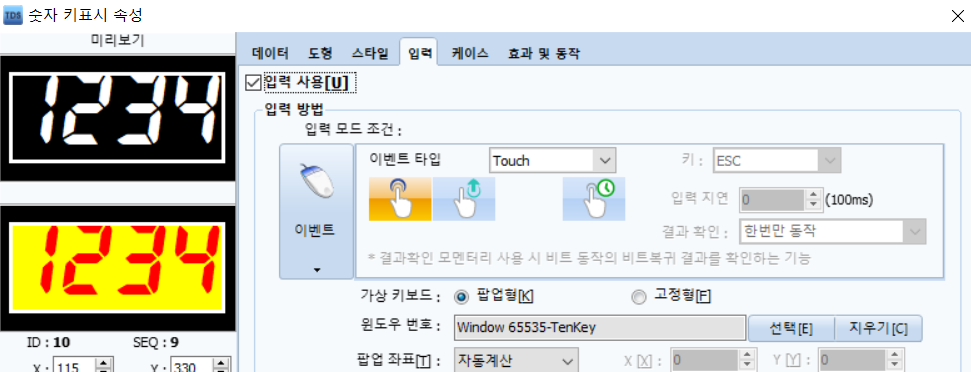 TDS 숫자 키표시 속성
미리보기
데이터 도형 스타일 입력 케이스 효과 및 동작
1234
입력 사용[U]
입력 방법
입력 모드 조건 :
이벤트 타입 Touch 키 : ESC
입력 지연 0 (100ms)
이벤트
결과 확인 : 한번만 동작
* 결과확인 모멘터리 사용 시 비트 동작의 비트복귀 결과를 확인하는 기능
1234
가상 키보드 : 팝업형[K] 고정형[F]
윈도우 번호 : Window 65535-TenKey 선택[E] 지우기[C]
ID : 10 SEQ : 9
팝업 좌표[T] : 자동계산 X [X] : 0 Y [Y] : 0
X : 115 Y : 330